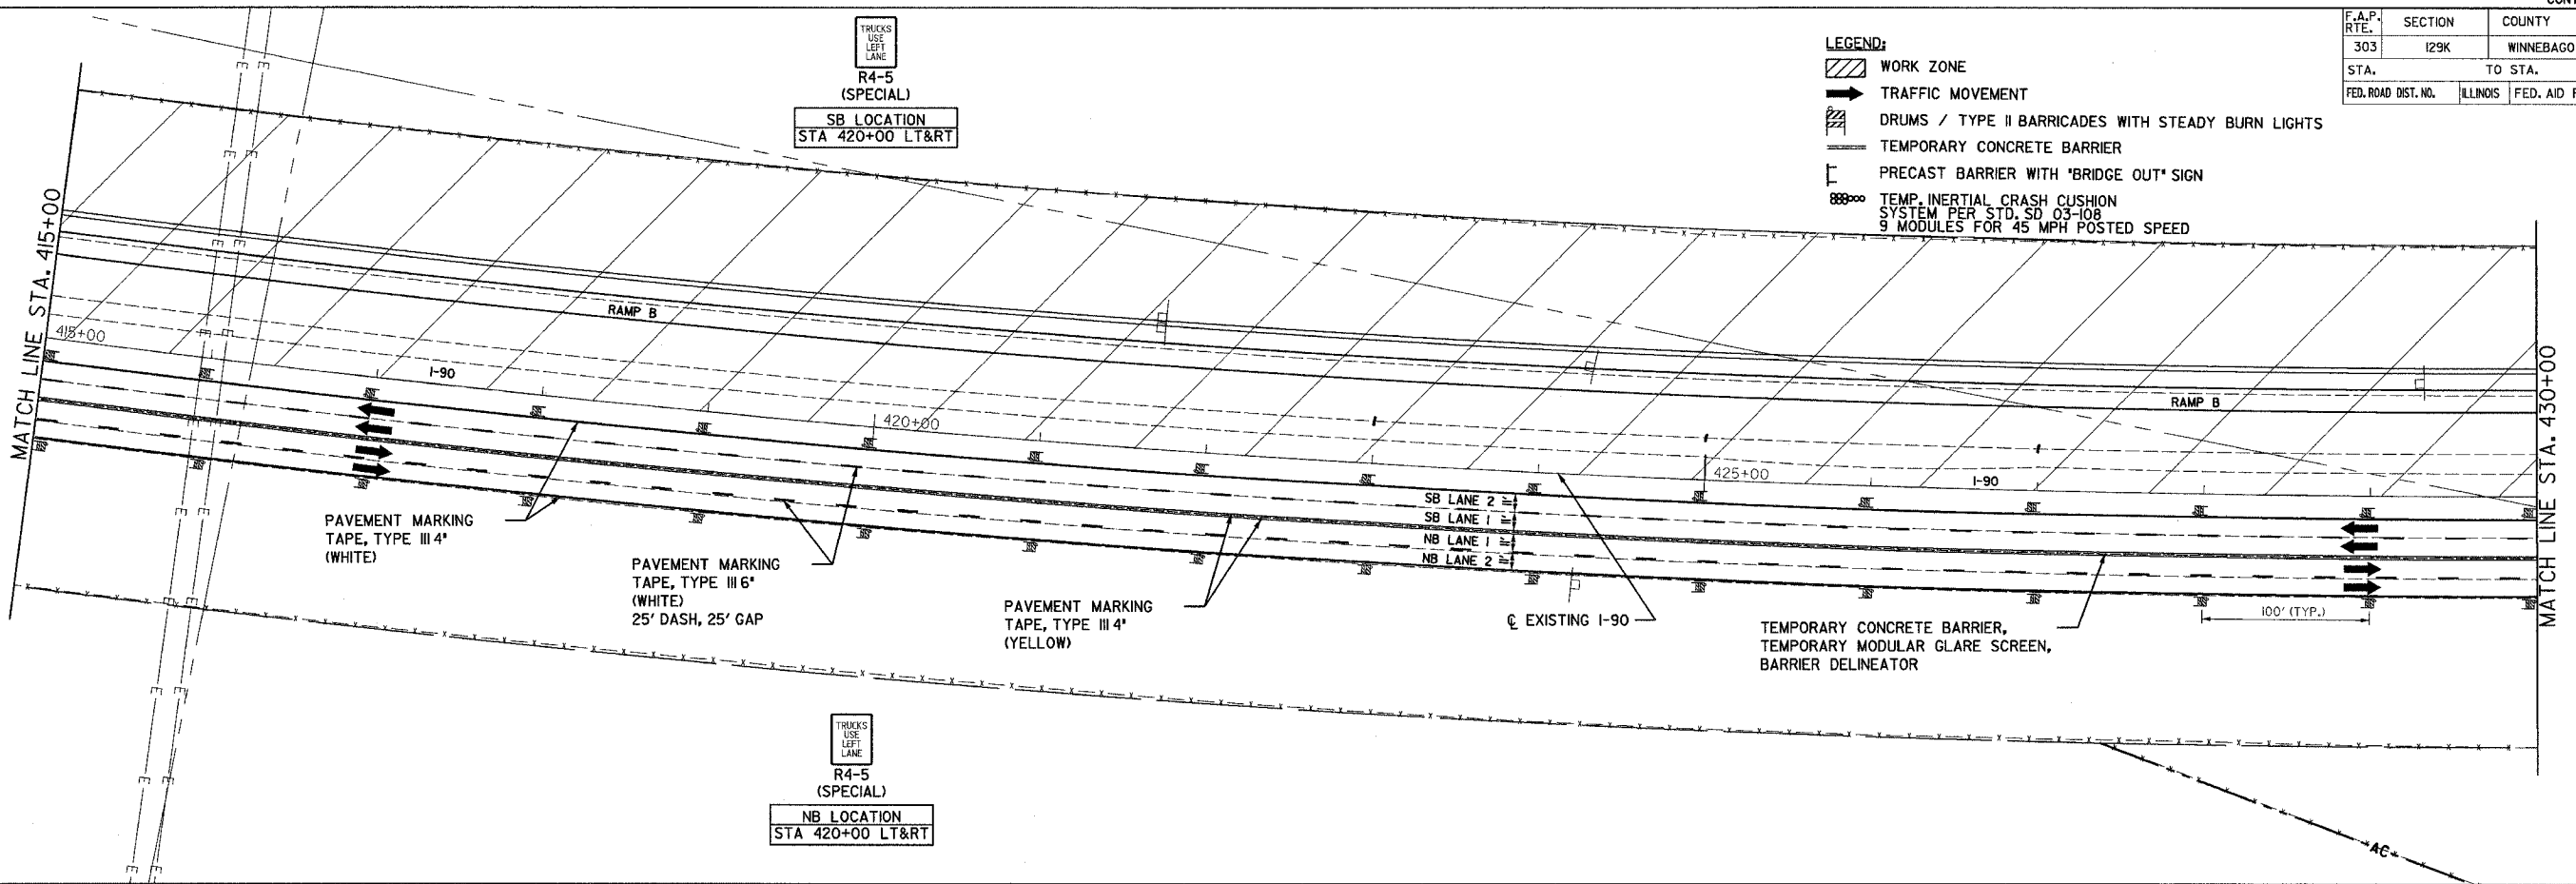 TRUCKS
USE
LEFT
LANE
R4-5
(SPECIAL)
SB LOCATION
STA 420+00 LT&RT
LEGEND:
WORK ZONE
TRAFFIC MOVEMENT
DRUMS / TYPE II BARRICADES WITH STEADY BURN LIGHTS
TEMPORARY CONCRETE BARRIER
PRECAST BARRIER WITH "BRIDGE OUT" SIGN
TEMP. INERTIAL CRASH CUSHION
SYSTEM PER STD. SD 03-108
9 MODULES FOR 45 MPH POSTED SPEED
F.A.P. RTE. SECTION COUNTY
303 129K WINNEBAGO
STA. TO STA.
FED. ROAD DIST. NO. ILLINOIS FED. AID
MATCH LINE STA. 415+00
415+00
RAMP B
I-90
420+00
425+00
I-90
RAMP B
MATCH LINE STA. 430+00
SB LANE 2
SB LANE 1
NB LANE 1
NB LANE 2
PAVEMENT MARKING
TAPE, TYPE III 4"
(WHITE)
PAVEMENT MARKING
TAPE, TYPE III 6"
(WHITE)
25' DASH, 25' GAP
PAVEMENT MARKING
TAPE, TYPE III 4"
(YELLOW)
℄ EXISTING I-90
TEMPORARY CONCRETE BARRIER,
TEMPORARY MODULAR GLARE SCREEN,
BARRIER DELINEATOR
100' (TYP.)
TRUCKS
USE
LEFT
LANE
R4-5
(SPECIAL)
NB LOCATION
STA 420+00 LT&RT
AC